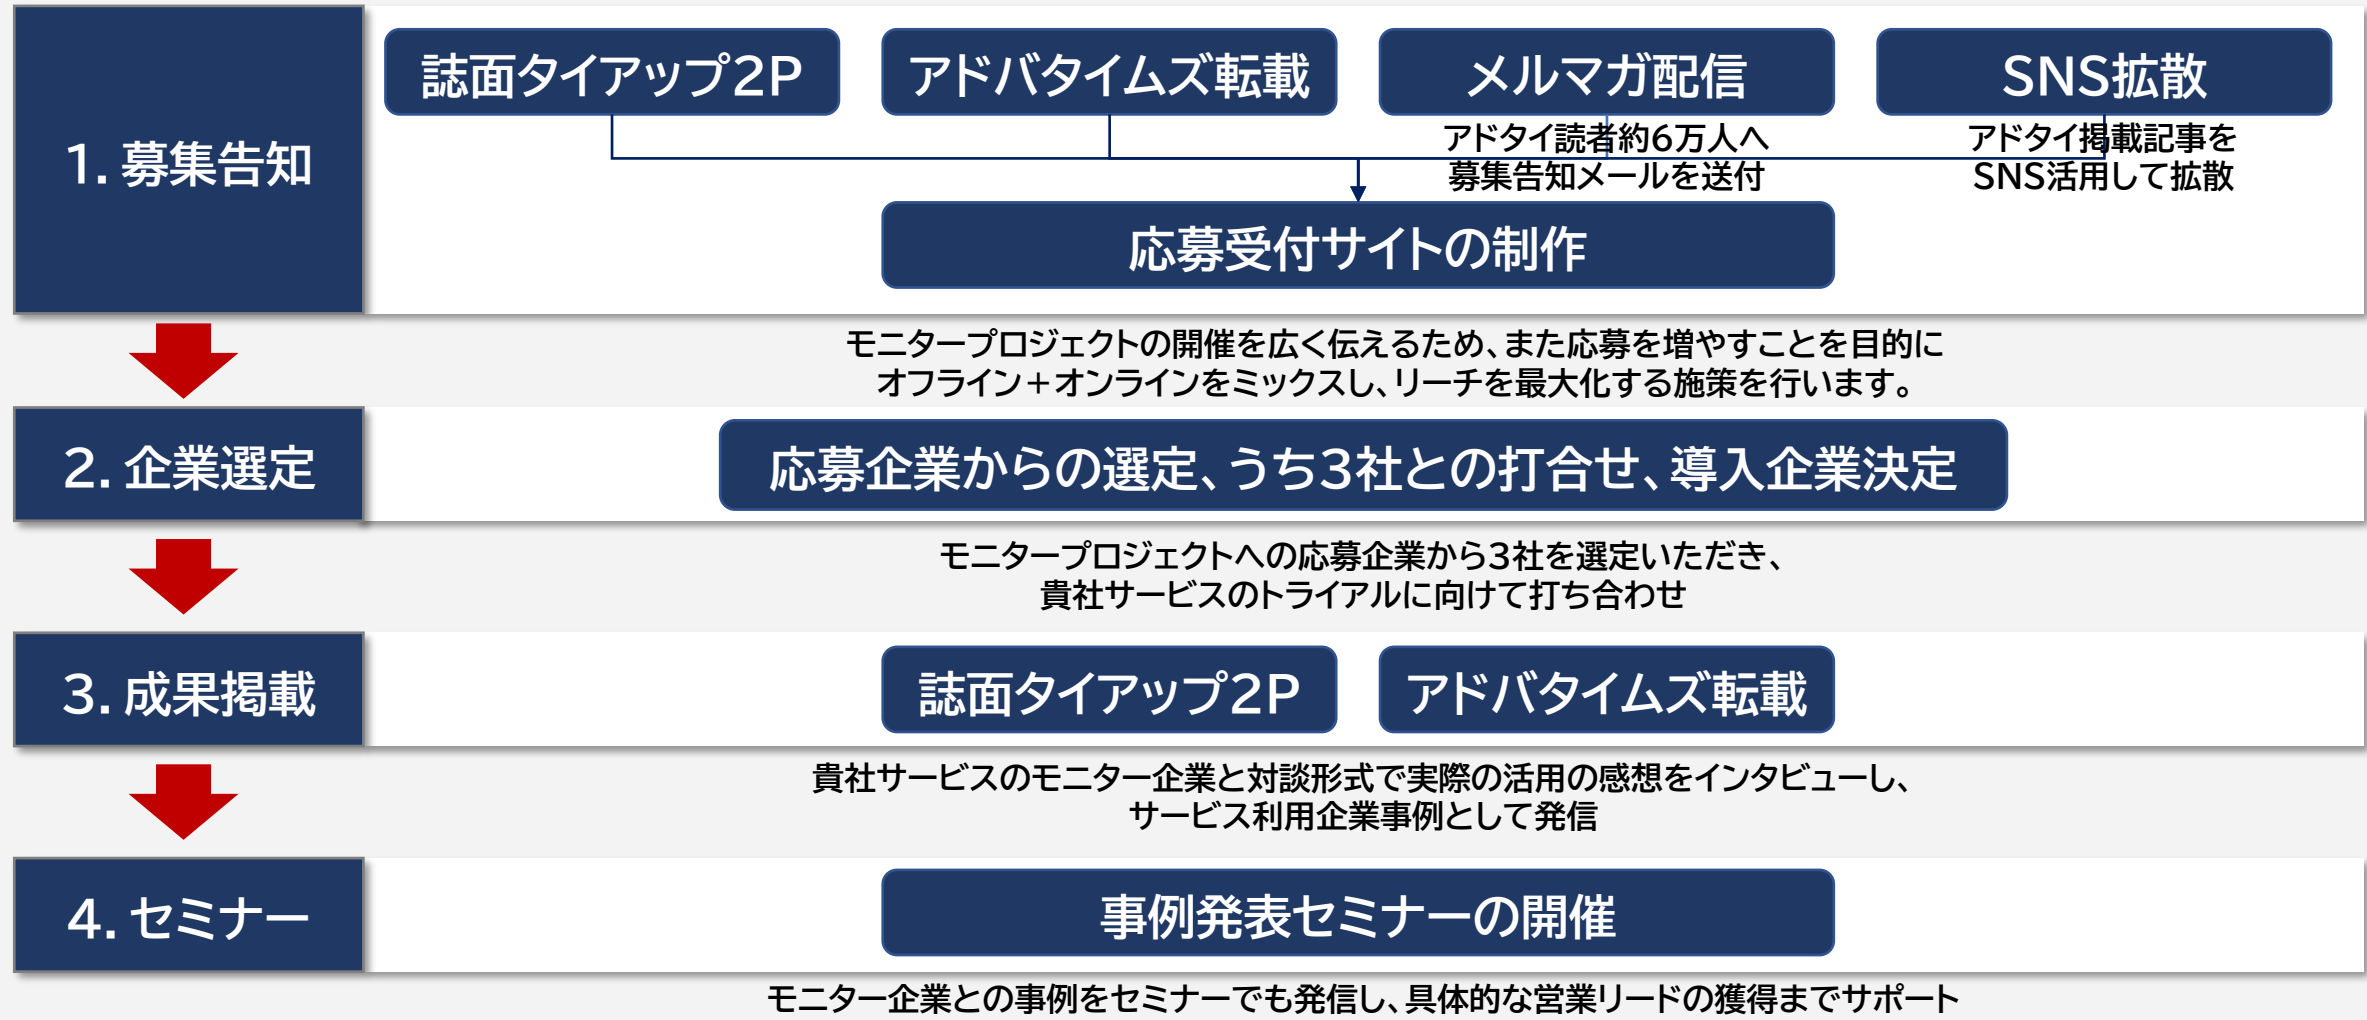 1. 募集告知
誌面タイアップ2P
アドバタイムズ転載
メルマガ配信
SNS拡散
アドタイ読者約6万人へ
募集告知メールを送付
アドタイ掲載記事を
SNS活用して拡散
応募受付サイトの制作
モニタープロジェクトの開催を広く伝えるため、また応募を増やすことを目的に
オフライン＋オンラインをミックスし、リーチを最大化する施策を行います。
2. 企業選定
応募企業からの選定、うち3社との打合せ、導入企業決定
モニタープロジェクトへの応募企業から3社を選定いただき、
貴社サービスのトライアルに向けて打ち合わせ
3. 成果掲載
誌面タイアップ2P
アドバタイムズ転載
貴社サービスのモニター企業と対談形式で実際の活用の感想をインタビューし、
サービス利用企業事例として発信
4. セミナー
事例発表セミナーの開催
モニター企業との事例をセミナーでも発信し、具体的な営業リードの獲得までサポート